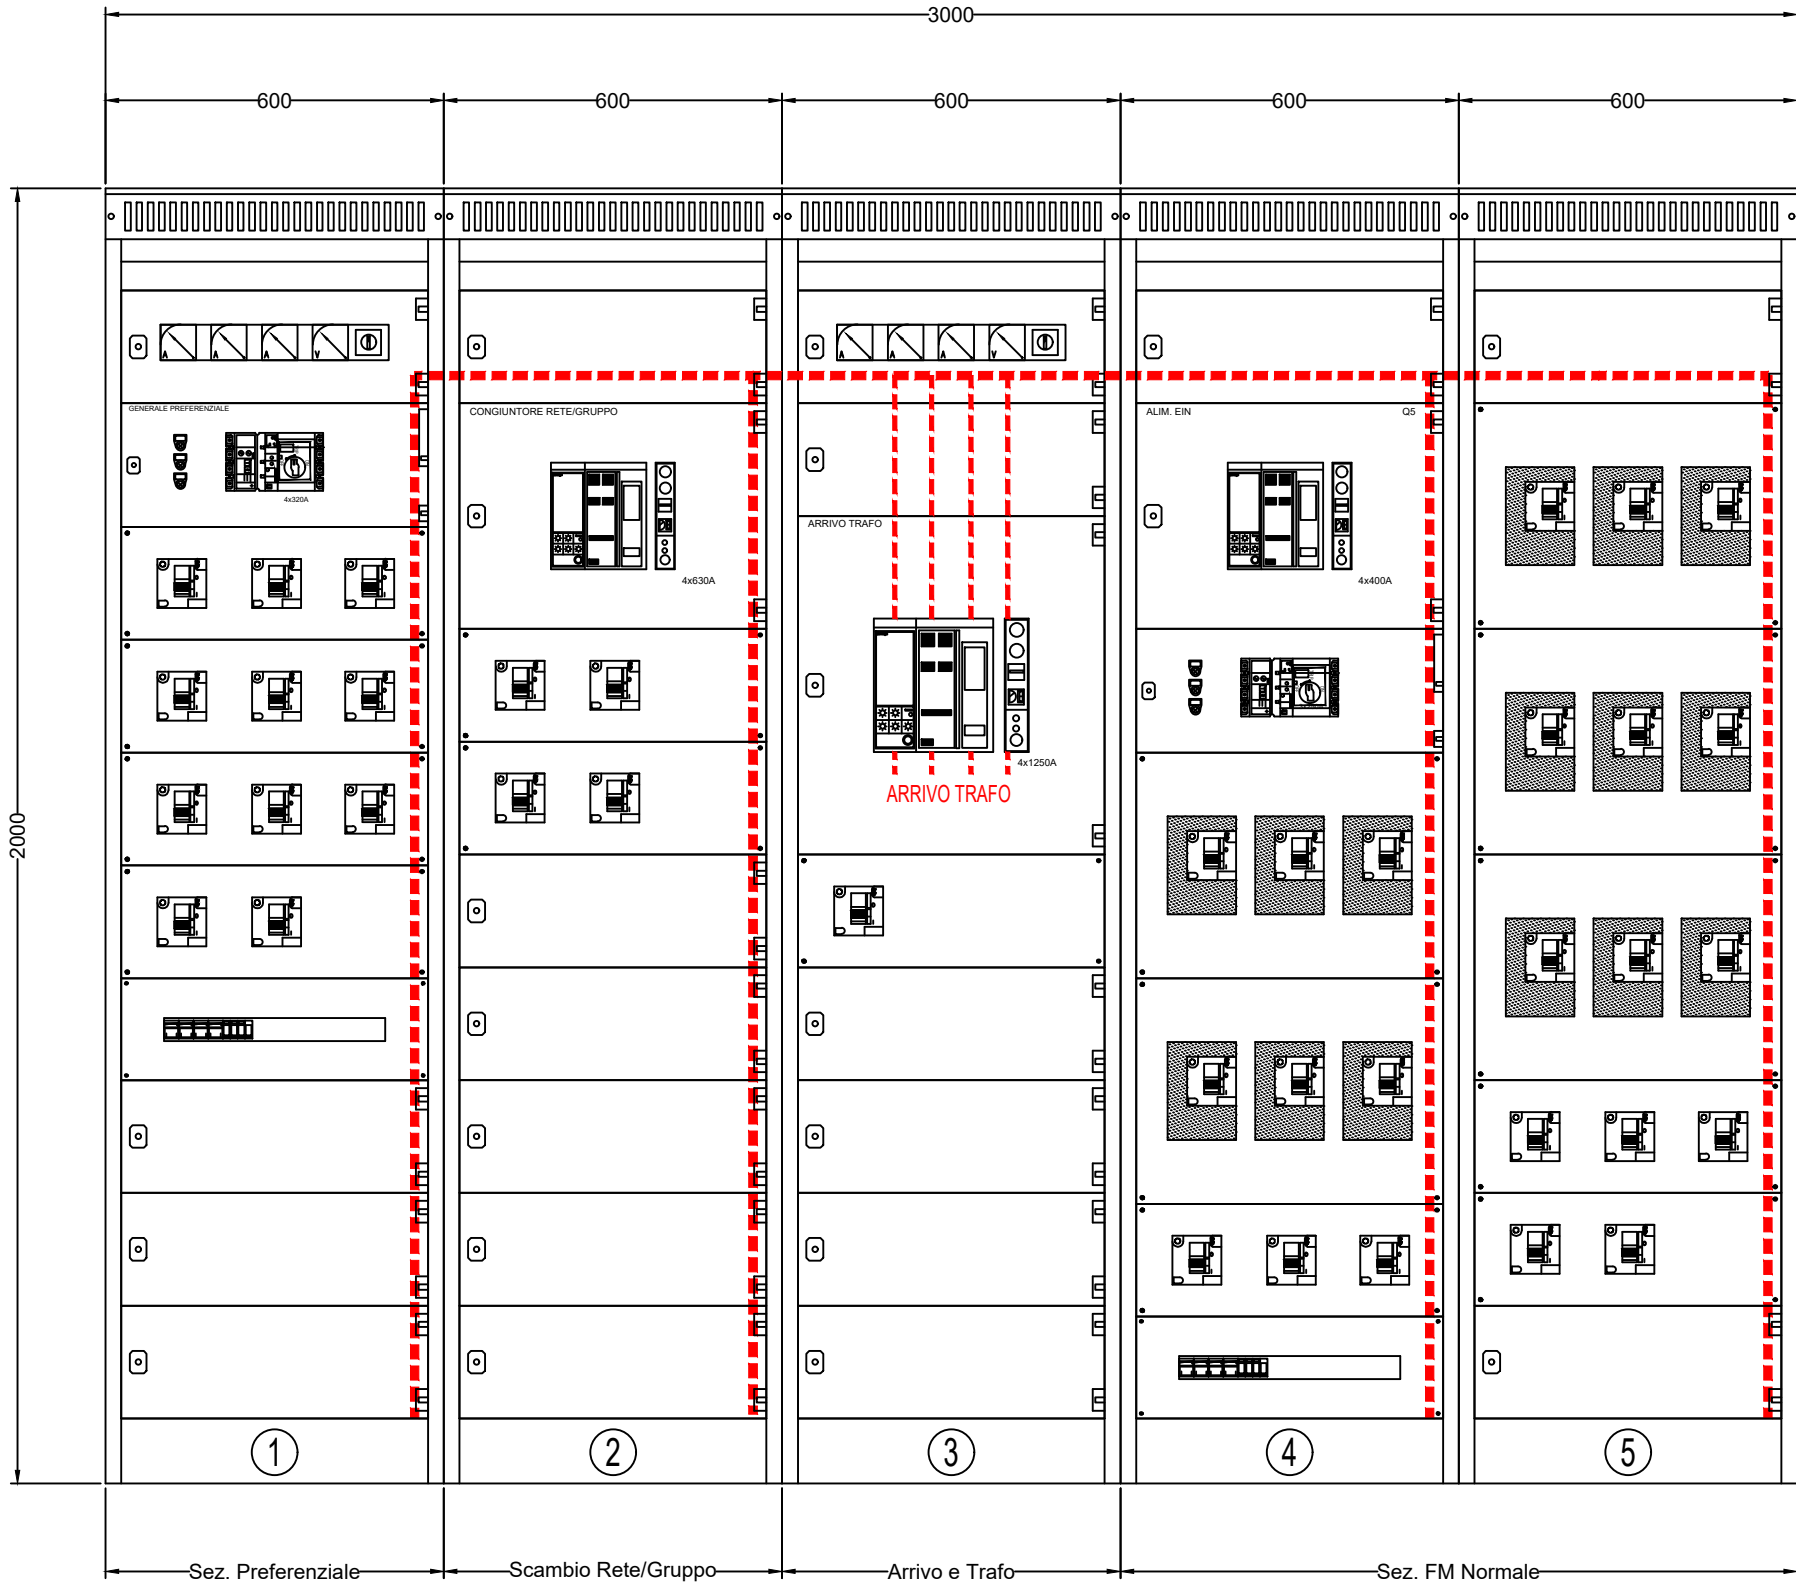 3000
600 600 600 600 600
2000
A A A V
A A A V
GENERALE PREFERENZIALE
CONGIUNTORE RETE/GRUPPO
ALIM. EIN Q5
4x320A
ARRIVO TRAFO
4x630A
4x400A
4x1250A
ARRIVO TRAFO
1 2 3 4 5
Sez. Preferenziale
Scambio Rete/Gruppo
Arrivo e Trafo
Sez. FM Normale